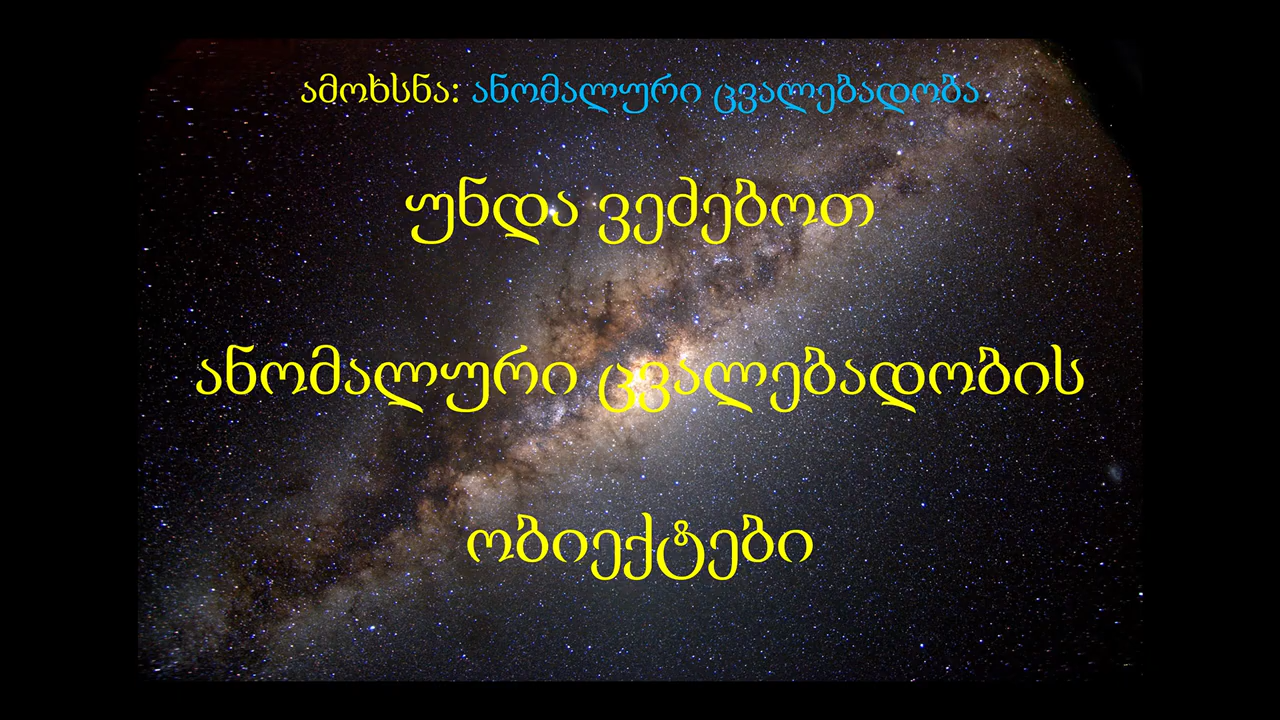 ამოხსნა: ანომალური ცვალებადობა
უნდა ვეძებოთ
ანომალური ცვალებადობის
ობიექტები